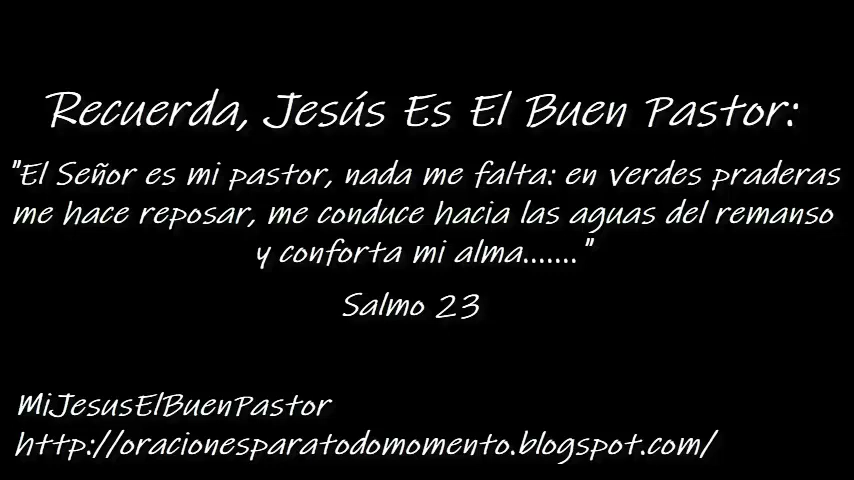 Recuerda, Jesús Es El Buen Pastor:
"El Señor es mi pastor, nada me falta: en verdes praderas
me hace reposar, me conduce hacia las aguas del remanso
y conforta mi alma......."
Salmo 23
MiJesusElBuenPastor
http://oracionesparatodomomento.blogspot.com/